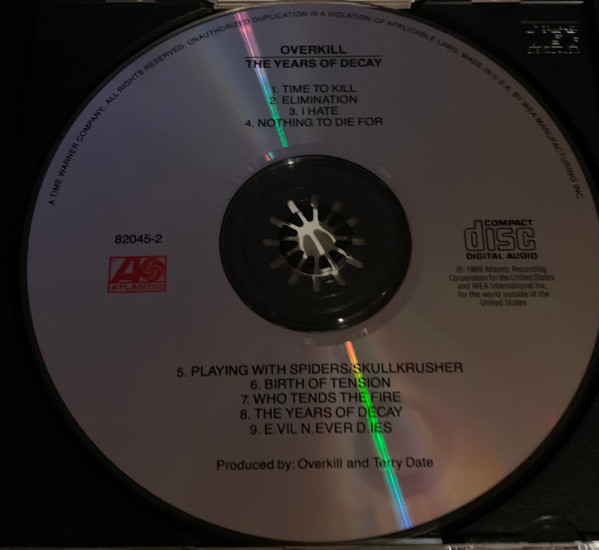 A TIME WARNER COMPANY. ALL RIGHTS RESERVED. UNAUTHORIZED DUPLICATION IS A VIOLATION OF APPLICABLE LAWS. MADE IN U.S.A. BY WEA MANUFACTURING INC.
OVERKILL
THE YEARS OF DECAY
1. TIME TO KILL
2. ELIMINATION
3. I HATE
4. NOTHING TO DIE FOR
82045-2
ATLANTIC
COMPACT
disc
DIGITAL AUDIO
℗ 1989 Atlantic Recording
Corporation for the United States
and WEA International Inc.
for the world outside of the
United States.
5. PLAYING WITH SPIDERS/SKULLKRUSHER
6. BIRTH OF TENSION
7. WHO TENDS THE FIRE
8. THE YEARS OF DECAY
9. E.VIL N.EVER D.IES
Produced by: Overkill and Terry Date